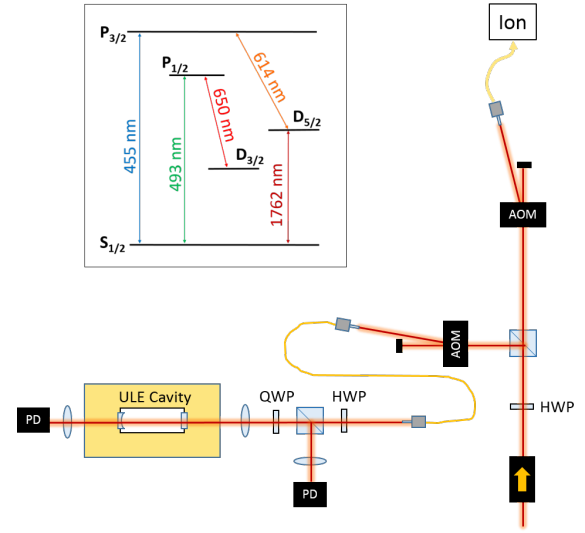 Ion
P3/2
P1/2
614 nm
650 nm
D5/2
D3/2
455 nm
493 nm
1762 nm
S1/2
AOM
AOM
ULE Cavity
QWP
HWP
HWP
PD
PD